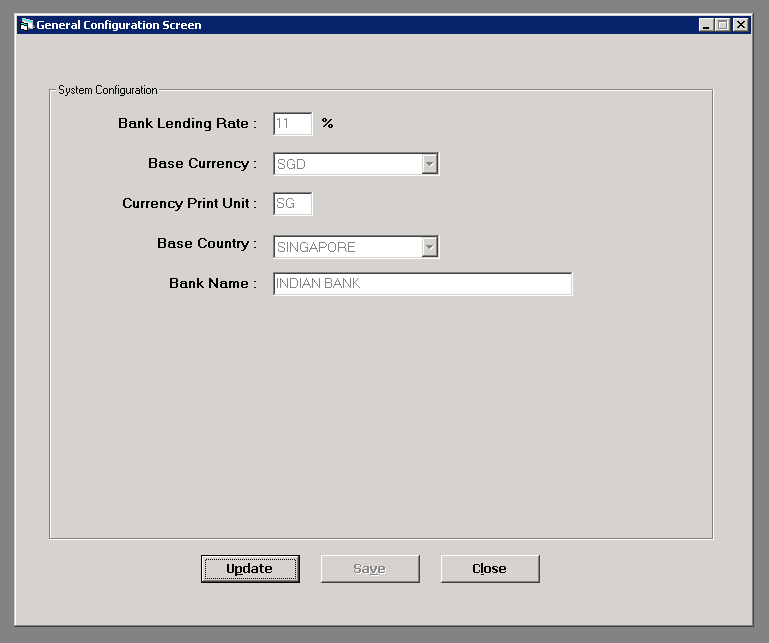 General Configuration Screen
System Configuration
Bank Lending Rate : 11 %
Base Currency : SGD
Currency Print Unit : SG
Base Country : SINGAPORE
Bank Name : INDIAN BANK
Update Save Close